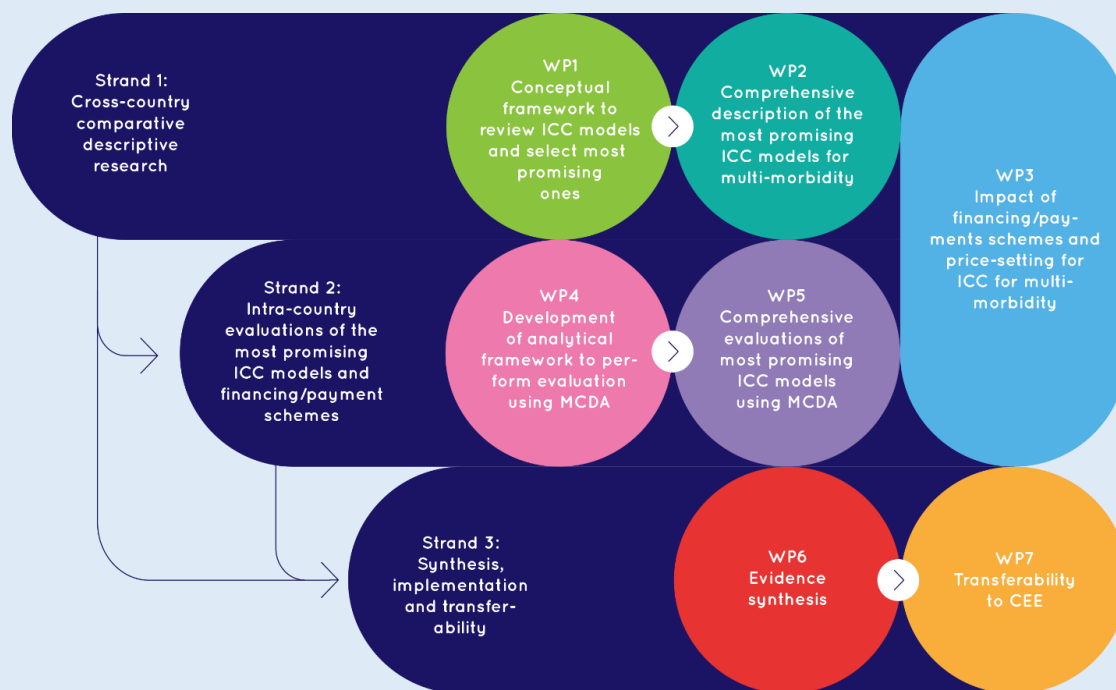 Strand 1:
Cross-country
comparative
descriptive
research
WP1
Conceptual
framework to
review ICC models
and select most
promising
ones
WP2
Comprehensive
description of the
most promising
ICC models for
multi-morbidity
WP3
Impact of
financing/pay-
ments schemes and
price-setting for
ICC for multi-
morbidity
Strand 2:
Intra-country
evaluations of the
most promising
ICC models and
financing/payment
schemes
WP4
Development
of analytical
framework to per-
form evaluation
using MCDA
WP5
Comprehensive
evaluations of
most promising
ICC models
using MCDA
Strand 3:
Synthesis,
implementation
and transfer-
ability
WP6
Evidence
synthesis
WP7
Transferability
to CEE